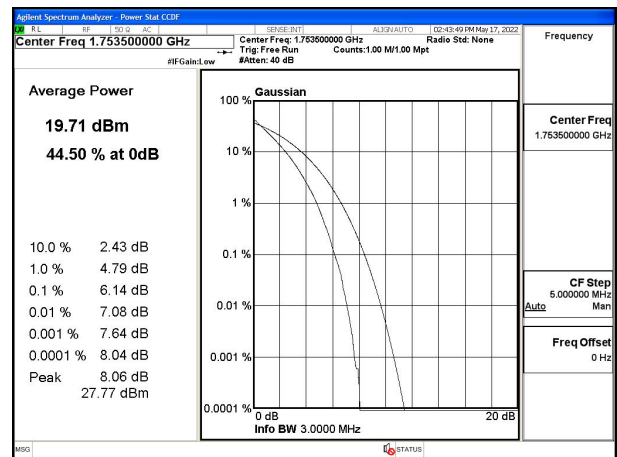 Agilent Spectrum Analyzer - Power Stat CCDF
RL RF 50 Ω AC SENSE:INT ALIGN AUTO 02:43:49 PM May 17, 2022
Center Freq 1.753500000 GHz
Center Freq: 1.753500000 GHz Radio Std: None
Trig: Free Run Counts:1.00 M/1.00 Mpt
#IFGain:Low #Atten: 40 dB
Frequency
Average Power
19.71 dBm
44.50 % at 0dB
10.0 % 2.43 dB
1.0 % 4.79 dB
0.1 % 6.14 dB
0.01 % 7.08 dB
0.001 % 7.64 dB
0.0001 % 8.04 dB
Peak 8.06 dB
27.77 dBm
Gaussian
100 %
10 %
1 %
0.1 %
0.01 %
0.001 %
0.0001 %
0 dB 20 dB
Info BW 3.0000 MHz
Center Freq
1.753500000 GHz
CF Step
5.000000 MHz
Auto Man
Freq Offset
0 Hz
MSG STATUS